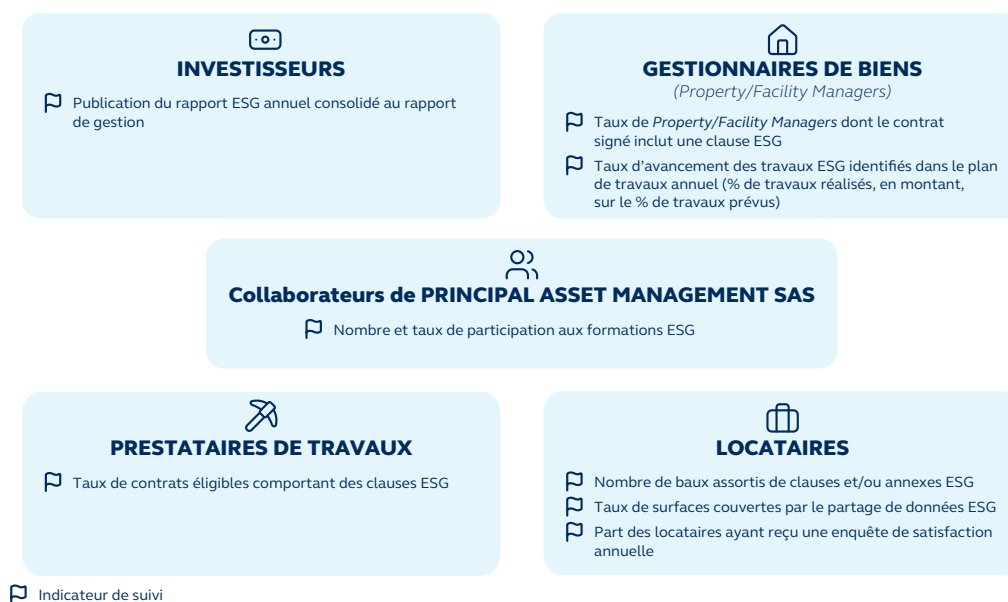 INVESTISSEURS
Publication du rapport ESG annuel consolidé au rapport
de gestion
GESTIONNAIRES DE BIENS
(Property/Facility Managers)
Taux de Property/Facility Managers dont le contrat
signé inclut une clause ESG
Taux d'avancement des travaux ESG identifiés dans le plan
de travaux annuel (% de travaux réalisés, en montant,
sur le % de travaux prévus)
Collaborateurs de PRINCIPAL ASSET MANAGEMENT SAS
Nombre et taux de participation aux formations ESG
PRESTATAIRES DE TRAVAUX
Taux de contrats éligibles comportant des clauses ESG
LOCATAIRES
Nombre de baux assortis de clauses et/ou annexes ESG
Taux de surfaces couvertes par le partage de données ESG
Part des locataires ayant reçu une enquête de satisfaction
annuelle
Indicateur de suivi